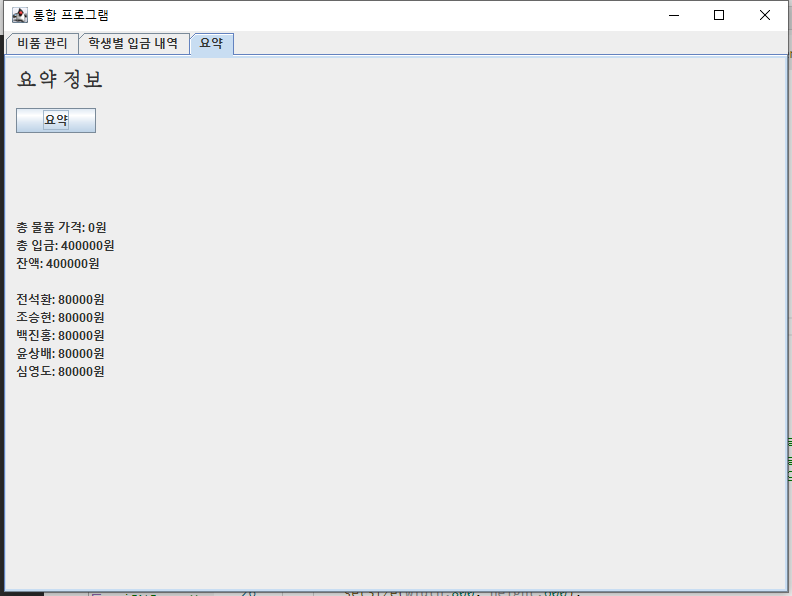 통합 프로그램
비품 관리 학생별 입금 내역 요약
요약 정보
요약
총 물품 가격: 0원
총 입금: 400000원
잔액: 400000원
전석환: 80000원
조승현: 80000원
백진홍: 80000원
윤상배: 80000원
심영도: 80000원